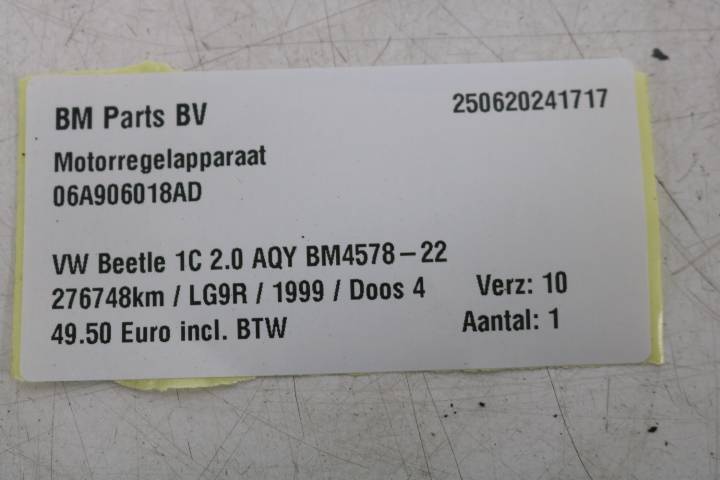 BM Parts BV 250620241717
Motorregelapparaat
06A906018AD
VW Beetle 1C 2.0 AQY BM4578-22
276748km / LG9R / 1999 / Doos 4 Verz: 10
49.50 Euro incl. BTW Aantal: 1